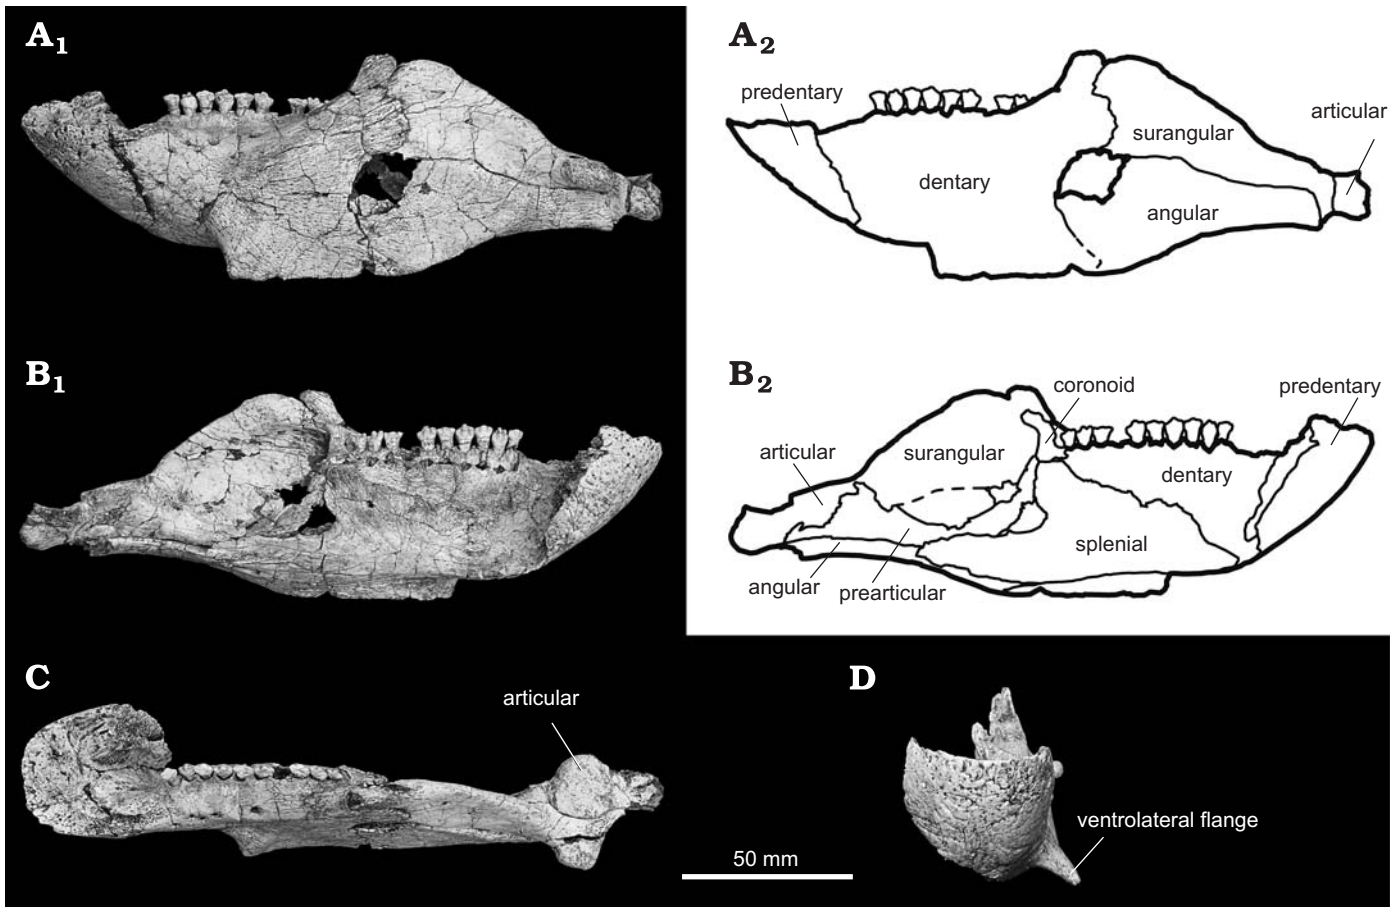 A1
A2
predentary
articular
surangular
dentary
angular
B1
B2
coronoid
predentary
articular
surangular
dentary
splenial
angular
prearticular
C
articular
D
ventrolateral flange
50 mm